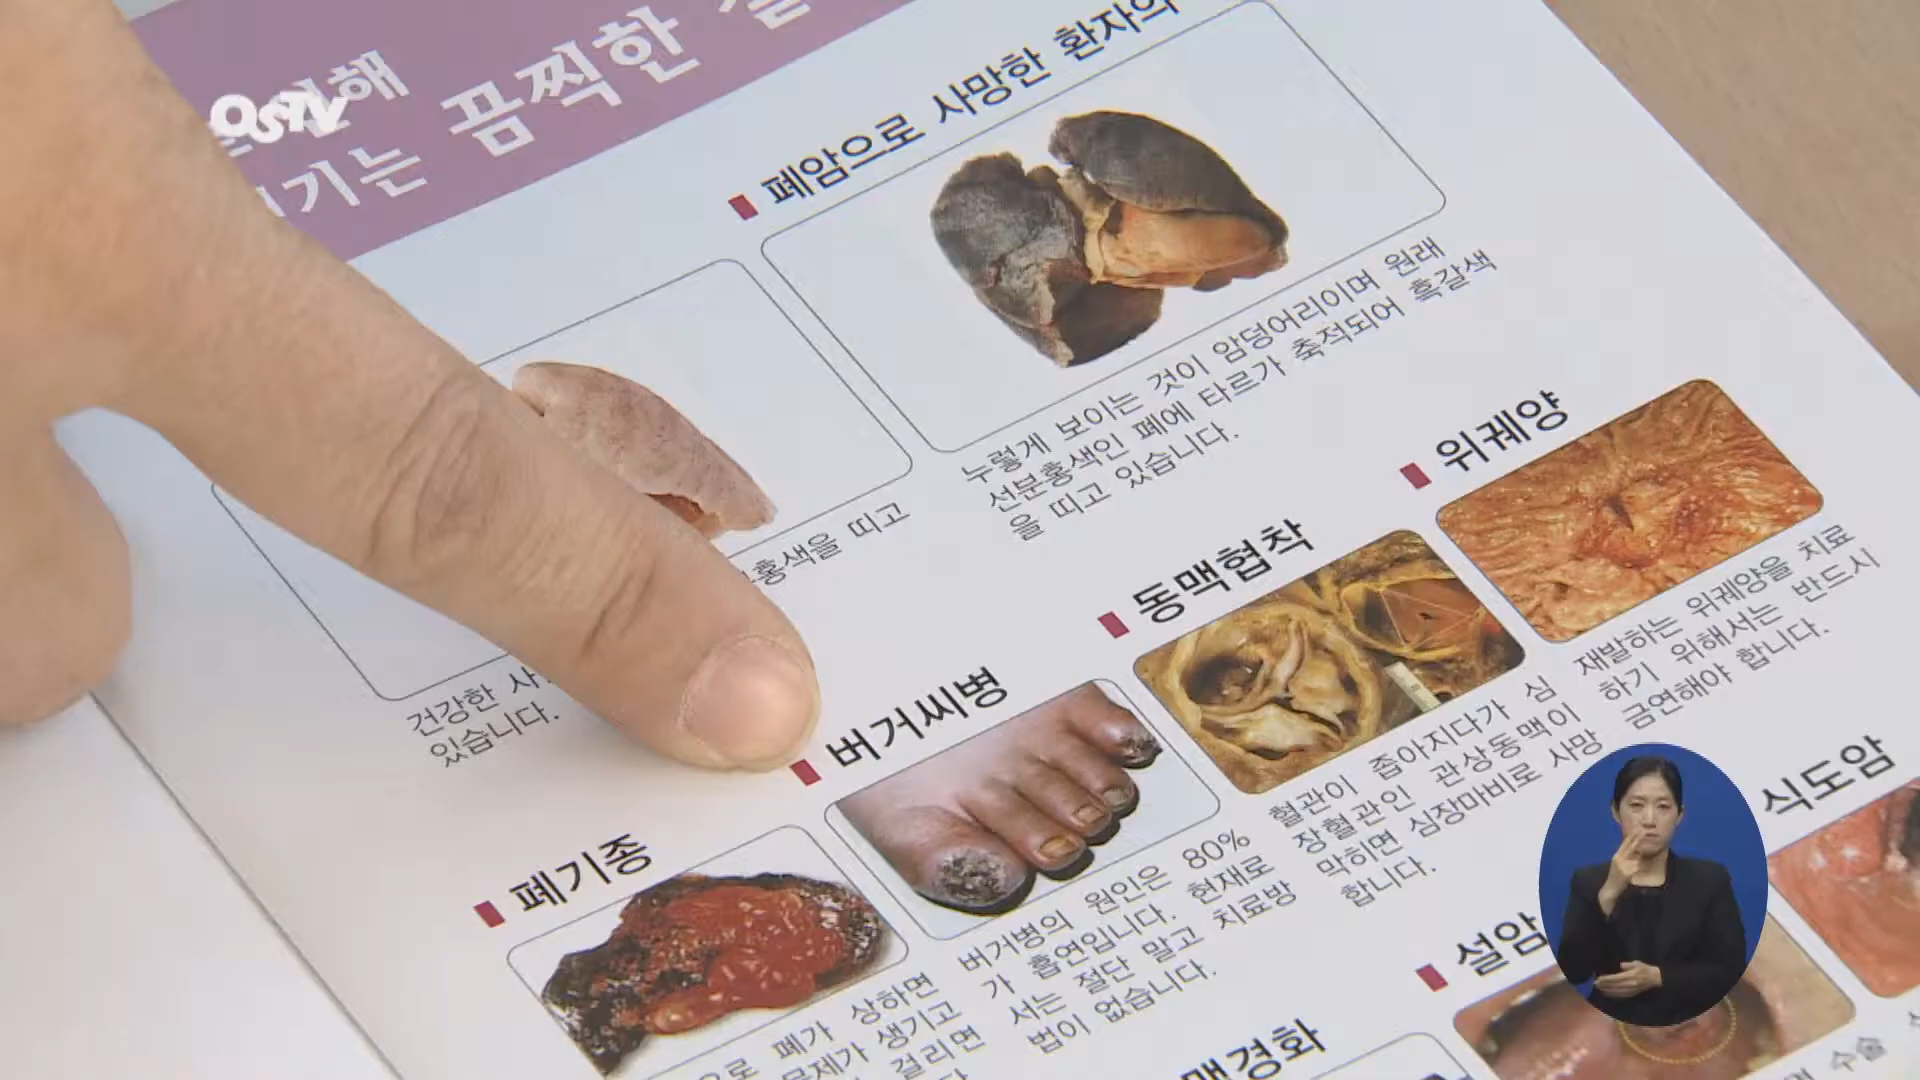 OSTV
해
기는 끔찍한
폐암으로 사망한 환자의
누렇게 보이는 것이 암덩어리이며 원래
선분홍색인 폐에 타르가 축적되어 흑갈색
을 띠고 있습니다.
홍색을 띠고
건강한
있습니다.
위궤양
재발하는 위궤양을 치료
하기 위해서는 반드시
금연해야 합니다.
동맥협착
혈관이 좁아지다가 심
장혈관인 관상동맥이
막히면 심장마비로 사망
합니다.
버거씨병
버거병의 원인은 80%
가 흡연입니다. 현재로
서는 절단 말고 치료방
법이 없습니다.
폐기종
으로 폐가 상하면
문제가 생기고
걸리면
식도암
설암
맥경화
수술